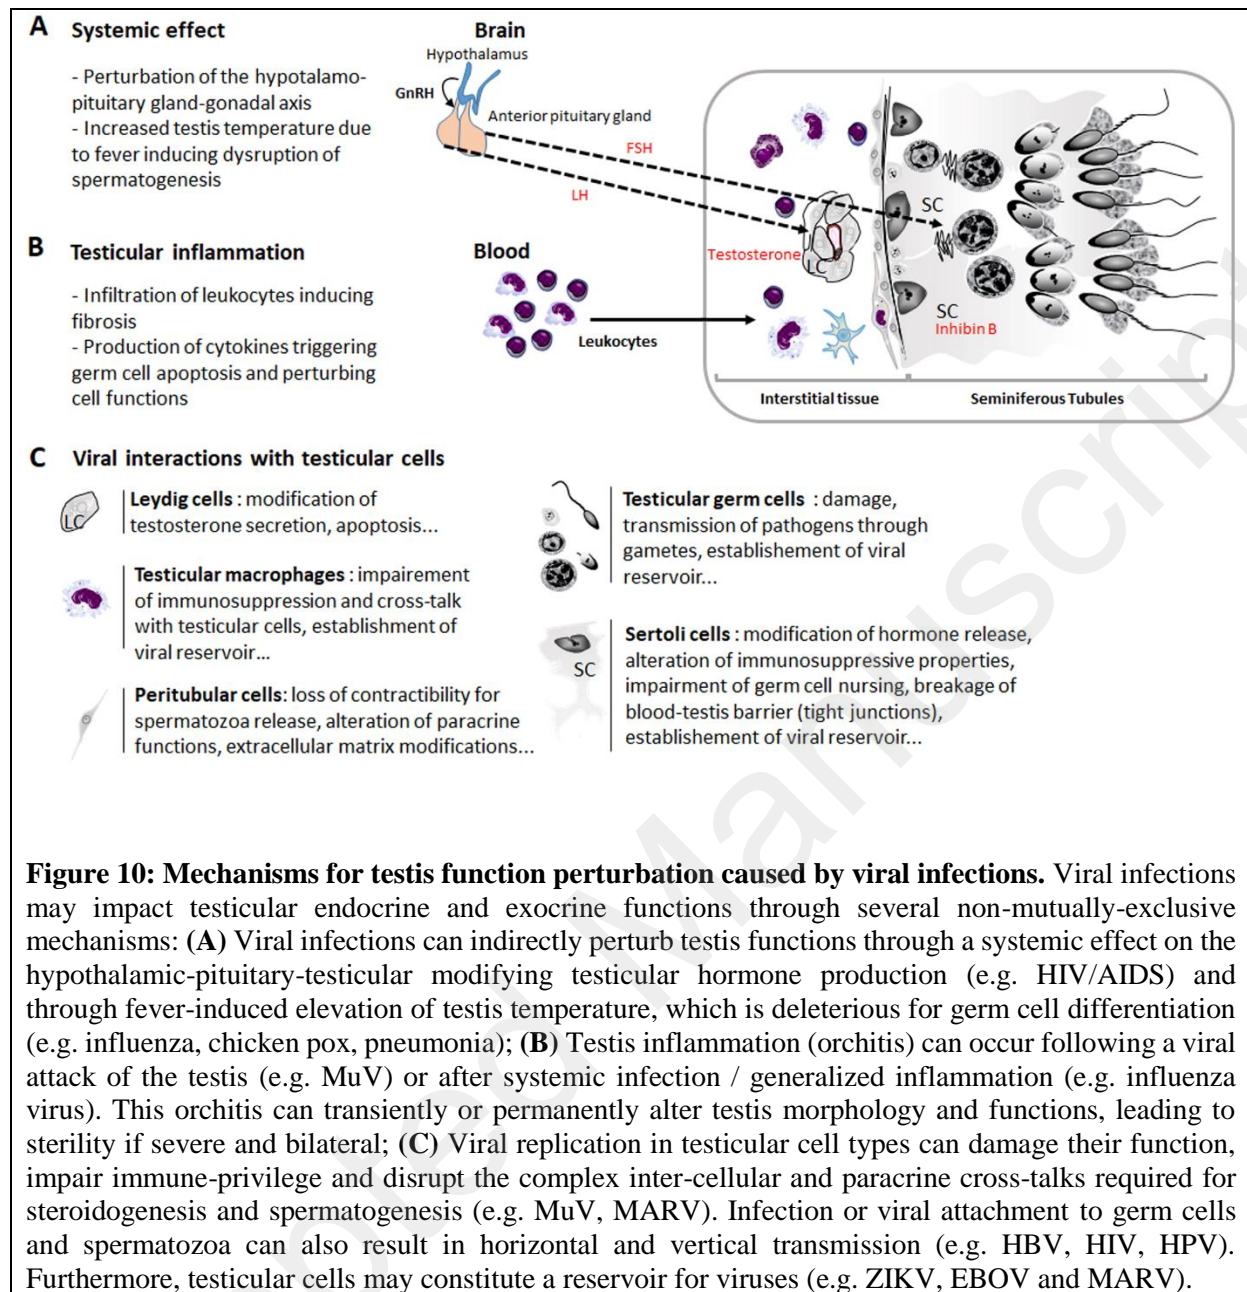 A Systemic effect
- Perturbation of the hypotalamo-
pituitary gland-gonadal axis
- Increased testis temperature due
to fever inducing dysruption of
spermatogenesis
Brain
Hypothalamus
GnRH
Anterior pituitary gland
FSH
LH
B Testicular inflammation
- Infiltration of leukocytes inducing
fibrosis
- Production of cytokines triggering
germ cell apoptosis and perturbing
cell functions
Blood
Leukocytes
Testosterone
LC
SC
SC
Inhibin B
Interstitial tissue
Seminiferous Tubules
C Viral interactions with testicular cells
LC
Leydig cells : modification of
testosterone secretion, apoptosis...
Testicular macrophages : impairement
of immunosuppression and cross-talk
with testicular cells, establishment of
viral reservoir...
Peritubular cells: loss of contractibility for
spermatozoa release, alteration of paracrine
functions, extracellular matrix modifications...
Testicular germ cells : damage,
transmission of pathogens through
gametes, establishement of viral
reservoir...
SC
Sertoli cells : modification of hormone release,
alteration of immunosuppressive properties,
impairment of germ cell nursing, breakage of
blood-testis barrier (tight junctions),
establishement of viral reservoir...
Figure 10: Mechanisms for testis function perturbation caused by viral infections. Viral infections
may impact testicular endocrine and exocrine functions through several non-mutually-exclusive
mechanisms: (A) Viral infections can indirectly perturb testis functions through a systemic effect on the
hypothalamic-pituitary-testicular modifying testicular hormone production (e.g. HIV/AIDS) and
through fever-induced elevation of testis temperature, which is deleterious for germ cell differentiation
(e.g. influenza, chicken pox, pneumonia); (B) Testis inflammation (orchitis) can occur following a viral
attack of the testis (e.g. MuV) or after systemic infection / generalized inflammation (e.g. influenza
virus). This orchitis can transiently or permanently alter testis morphology and functions, leading to
sterility if severe and bilateral; (C) Viral replication in testicular cell types can damage their function,
impair immune-privilege and disrupt the complex inter-cellular and paracrine cross-talks required for
steroidogenesis and spermatogenesis (e.g. MuV, MARV). Infection or viral attachment to germ cells
and spermatozoa can also result in horizontal and vertical transmission (e.g. HBV, HIV, HPV).
Furthermore, testicular cells may constitute a reservoir for viruses (e.g. ZIKV, EBOV and MARV).
pted Manuscrip